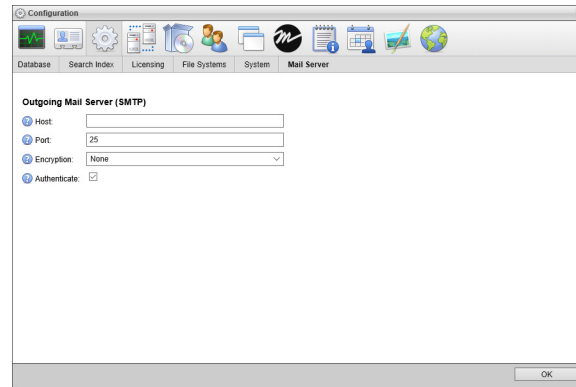 Configuration
Database Search Index Licensing File Systems System Mail Server
Outgoing Mail Server (SMTP)
Host:
Port: 25
Encryption: None
Authenticate:
OK